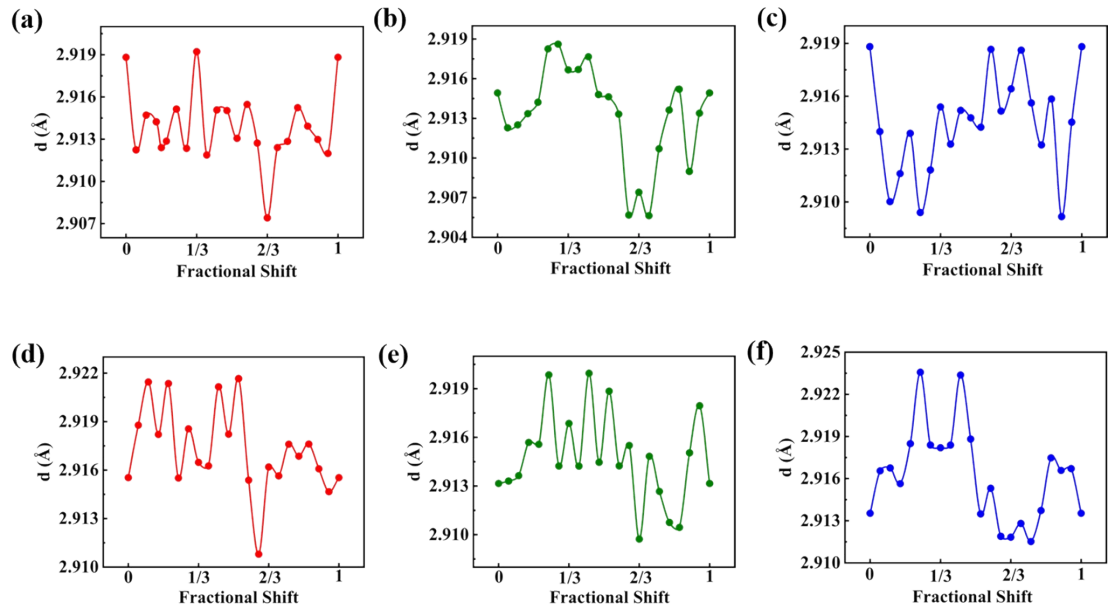 (a)
2.919
2.916
2.913
2.910
2.907
d (Å)
0 1/3 2/3 1
Fractional Shift
(b)
2.919
2.916
2.913
2.910
2.907
2.904
d (Å)
0 1/3 2/3 1
Fractional Shift
(c)
2.919
2.916
2.913
2.910
d (Å)
0 1/3 2/3 1
Fractional Shift
(d)
2.922
2.919
2.916
2.913
2.910
d (Å)
0 1/3 2/3 1
Fractional Shift
(e)
2.919
2.916
2.913
2.910
d (Å)
0 1/3 2/3 1
Fractional Shift
(f)
2.925
2.922
2.919
2.916
2.913
2.910
d (Å)
0 1/3 2/3 1
Fractional Shift